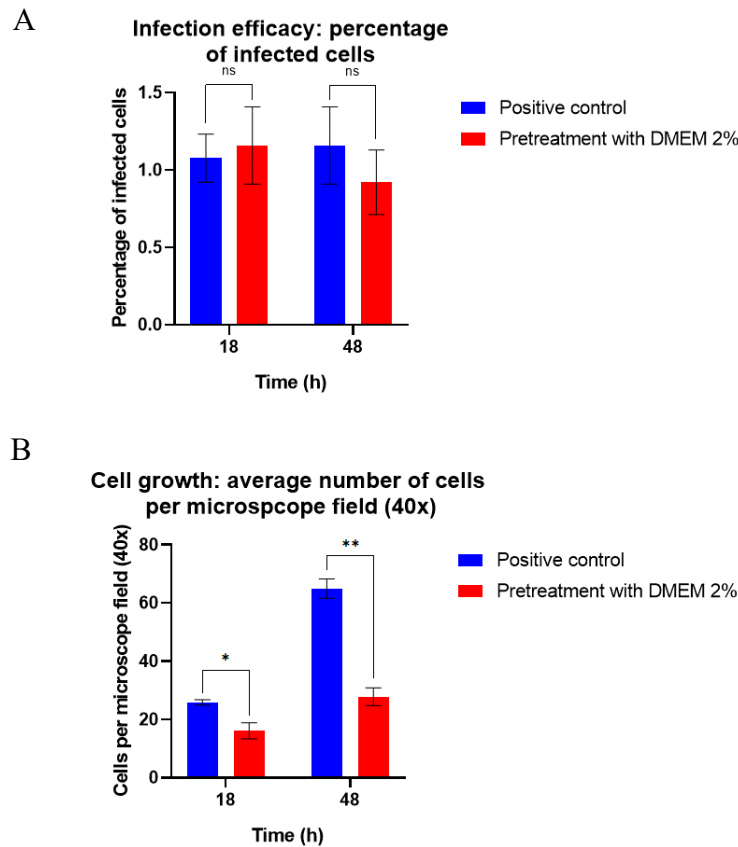 A
Infection efficacy: percentage
of infected cells
ns
ns
1.5
1.0
0.5
0.0
Percentage of infected cells
18
48
Time (h)
Positive control
Pretreatment with DMEM 2%
B
Cell growth: average number of cells
per microspcope field (40x)
*
**
80
60
40
20
0
Cells per microscope field (40x)
18
48
Time (h)
Positive control
Pretreatment with DMEM 2%